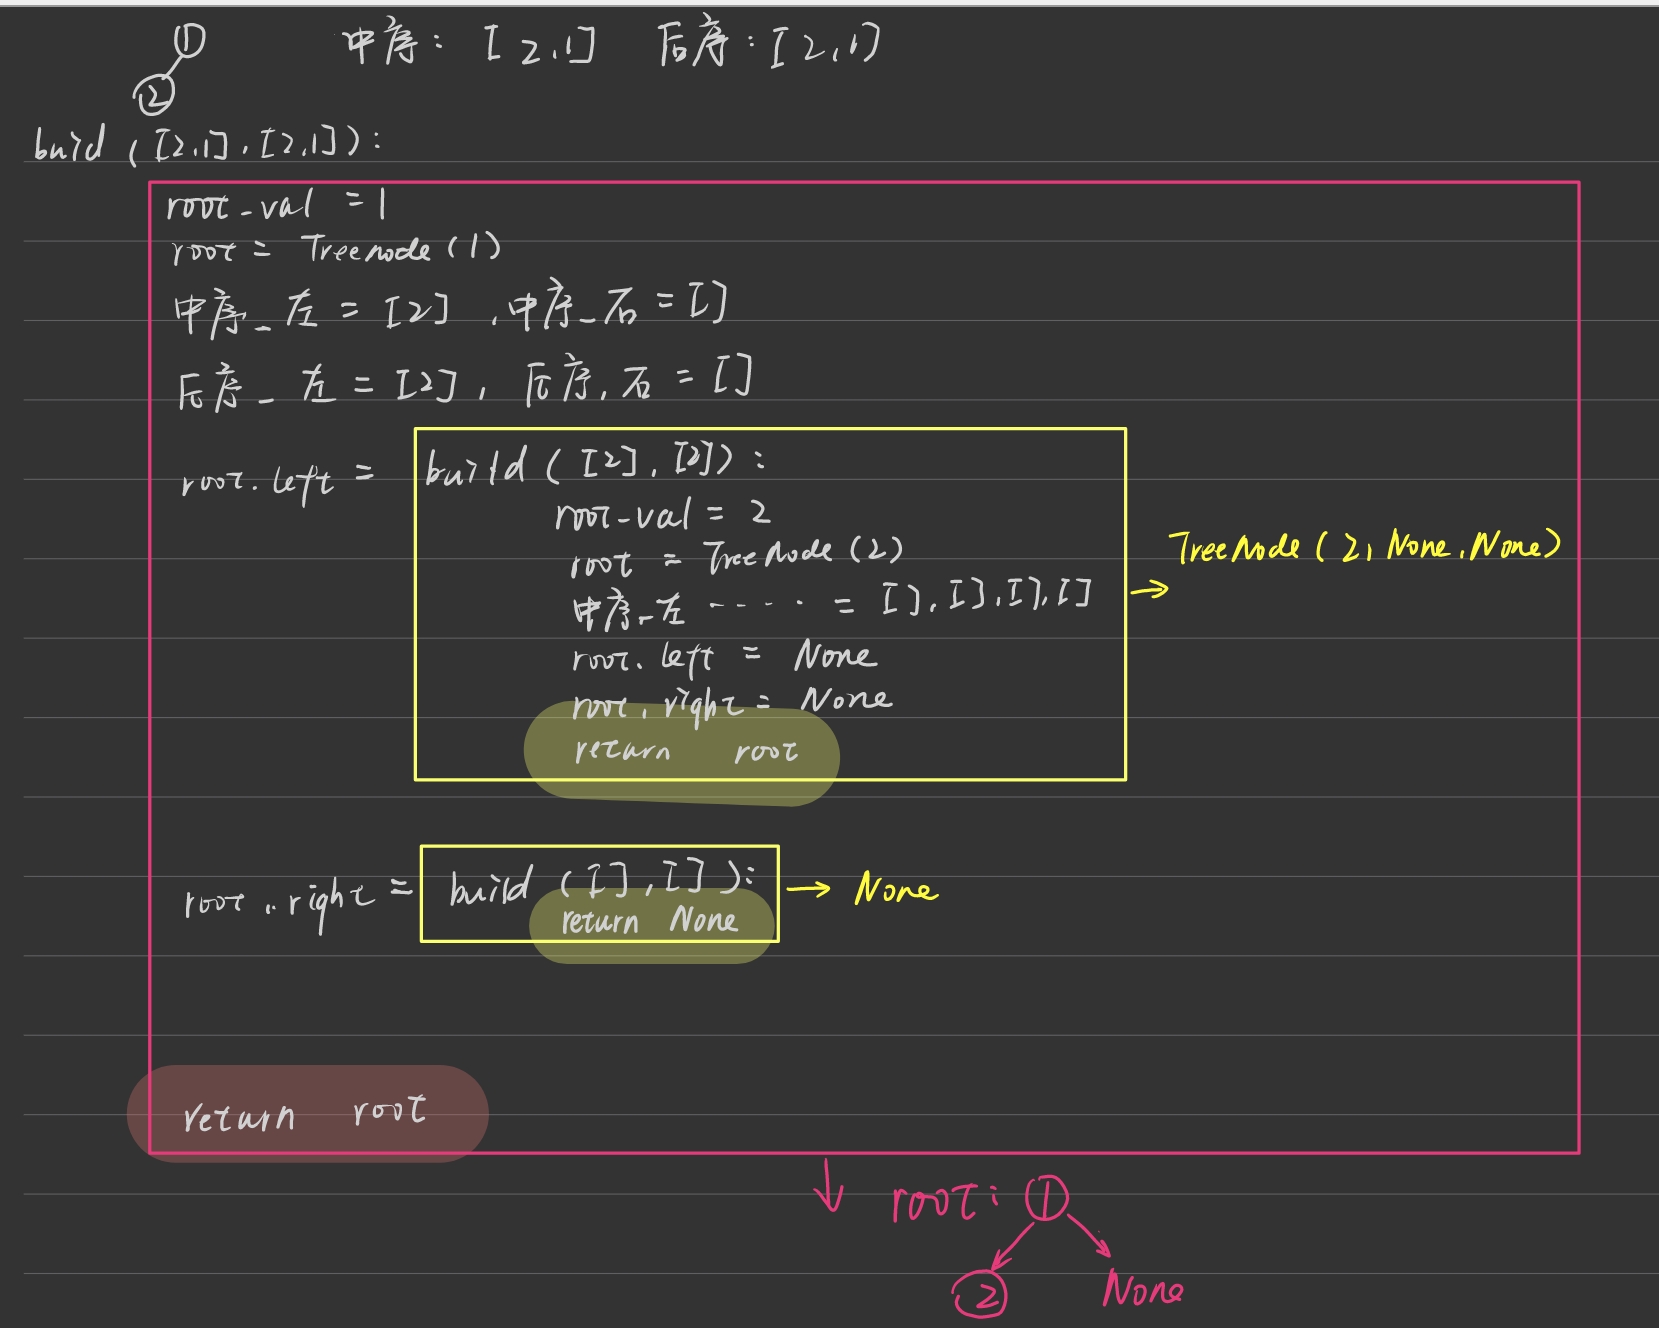 ① 中序: [2,1] 后序: [2,1]
②
build ([2,1],[2,1]):
root_val = 1
root = Treenode (1)
中序_左 = [2] ,中序_右 = []
后序_左 = [2], 后序,右 = []
root.left = build ([2],[2]):
root_val = 2
root = TreeNode (2)
中序_左 ····· = [],[],[],[]
root.left = None
root.right = None
return root
→ TreeNode (2, None, None)
root.right = build ([],[]): → None
return None
return root
↓ root: ①
② None